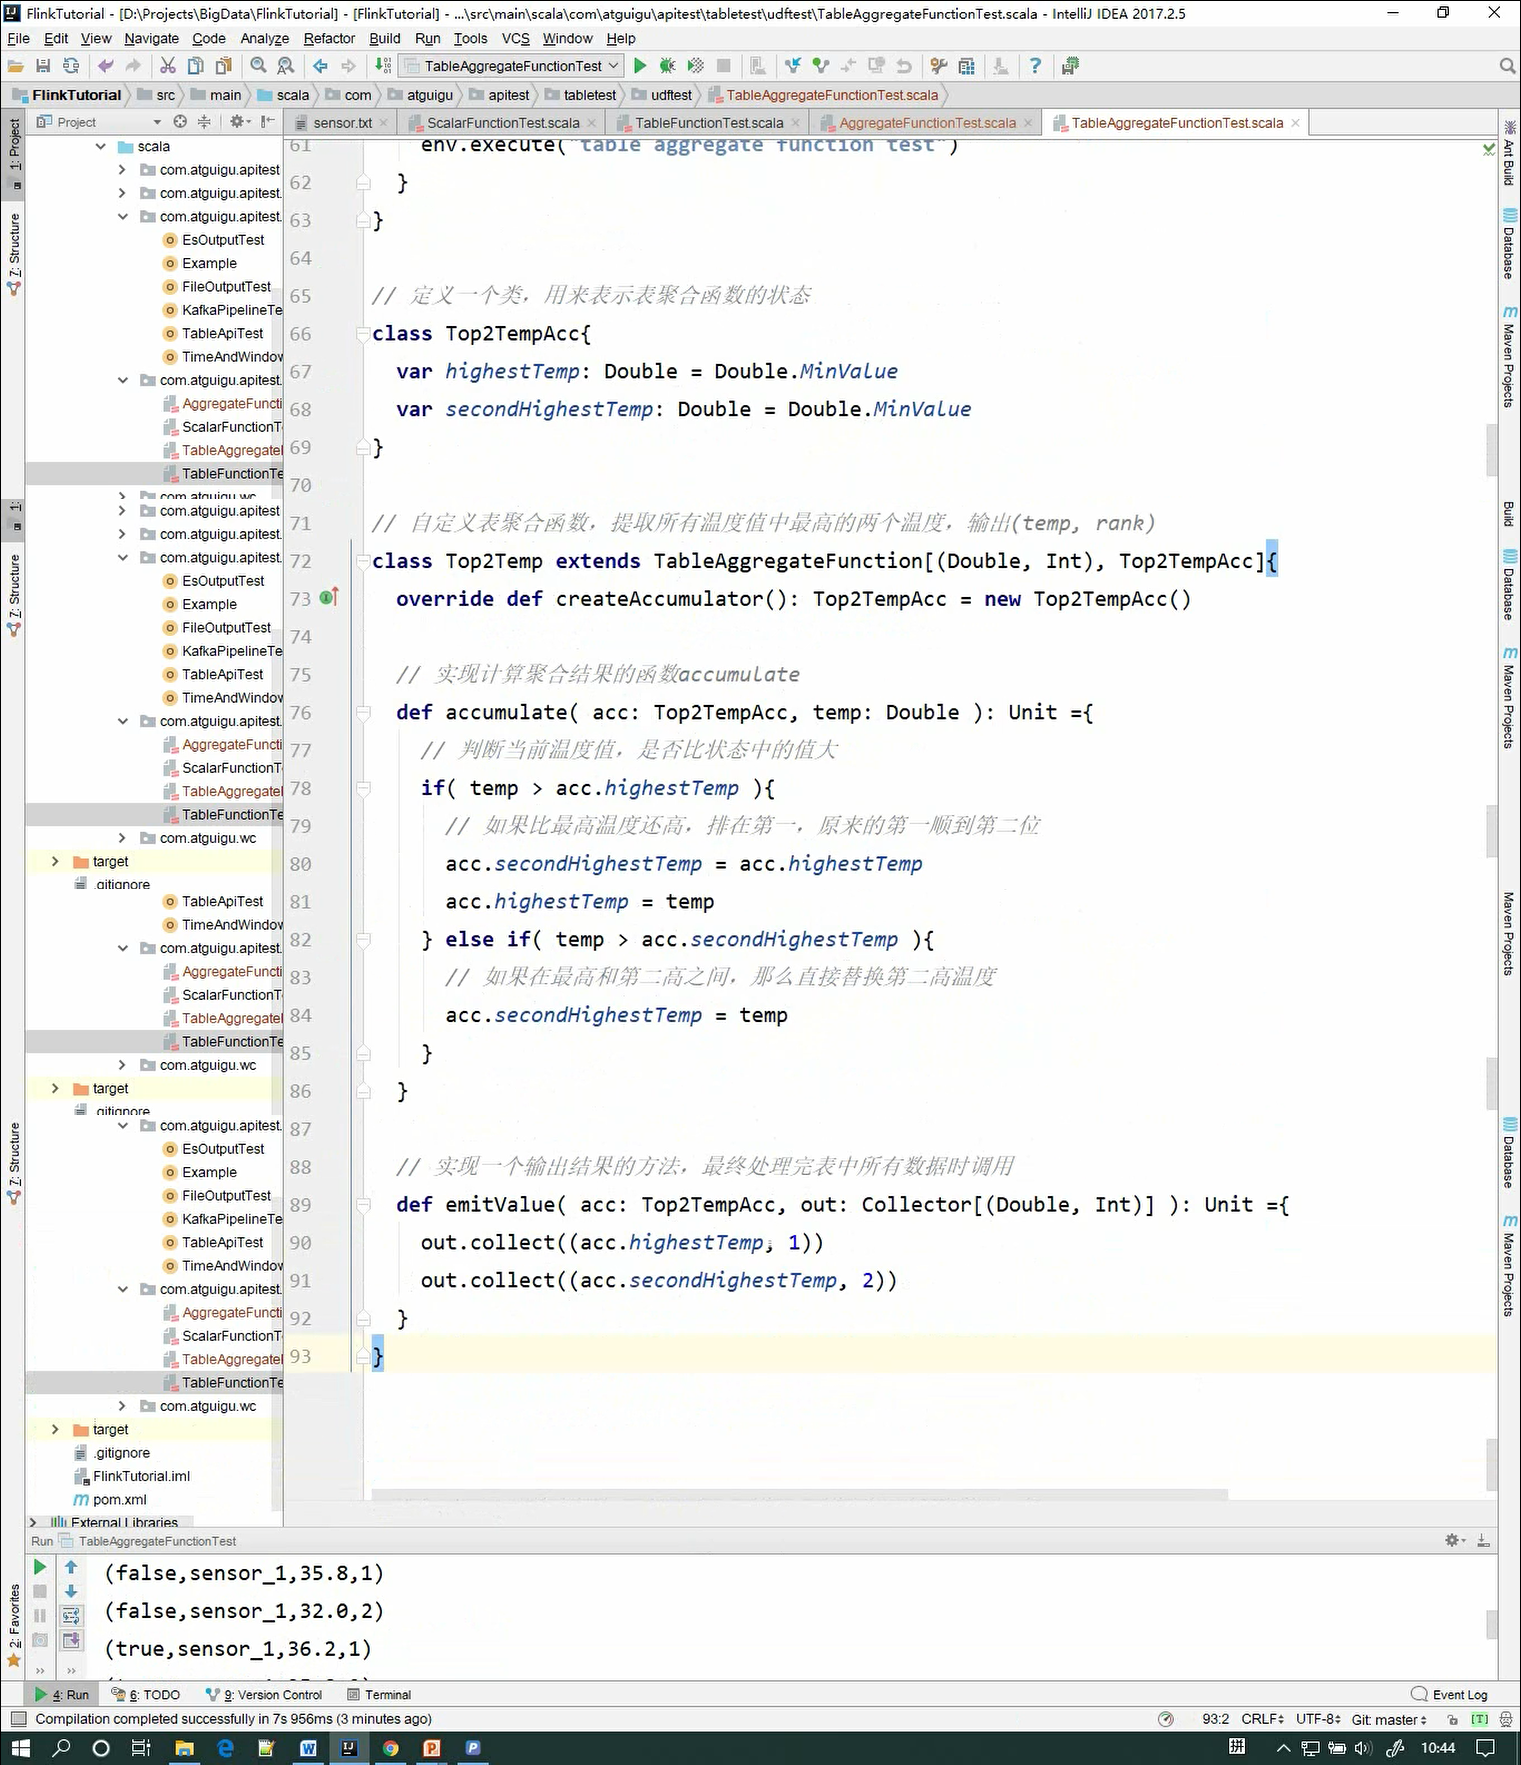 FlinkTutorial - [D:\Projects\BigData\FlinkTutorial] - [FlinkTutorial] - ...\src\main\scala\com\atguigu\apitest\tabletest\udftest\TableAggregateFunctionTest.scala - IntelliJ IDEA 2017.2.5
File Edit View Navigate Code Analyze Refactor Build Run Tools VCS Window Help
TableAggregateFunctionTest
FlinkTutorial src main scala com atguigu apitest tabletest udftest TableAggregateFunctionTest.scala
Project
sensor.txt ScalarFunctionTest.scala TableFunctionTest.scala AggregateFunctionTest.scala TableAggregateFunctionTest.scala
1: Project
7: Structure
scala
com.atguigu.apitest
com.atguigu.apitest
com.atguigu.apitest.
EsOutputTest
Example
FileOutputTest
KafkaPipelineTe
TableApiTest
TimeAndWindow
com.atguigu.apitest.
AggregateFuncti
ScalarFunctionT
TableAggregate
TableFunctionTe
com.atguigu.wc
com.atguigu.apitest
com.atguigu.apitest
com.atguigu.apitest.
EsOutputTest
Example
FileOutputTest
KafkaPipelineTe
TableApiTest
TimeAndWindow
com.atguigu.apitest.
AggregateFuncti
ScalarFunctionT
TableAggregate
TableFunctionTe
com.atguigu.wc
target
.gitignore
TableApiTest
TimeAndWindow
com.atguigu.apitest.
AggregateFuncti
ScalarFunctionT
TableAggregate
TableFunctionTe
com.atguigu.wc
target
.gitignore
com.atguigu.apitest.
EsOutputTest
Example
FileOutputTest
KafkaPipelineTe
TableApiTest
TimeAndWindow
com.atguigu.apitest.
AggregateFuncti
ScalarFunctionT
TableAggregate
TableFunctionTe
com.atguigu.wc
target
.gitignore
FlinkTutorial.iml
pom.xml
External Libraries
1:
7: Structure
7: Structure
2: Favorites
61 env.execute("table aggregate function test")
62 }
63 }
64
65 // 定义一个类，用来表示表聚合函数的状态
66 class Top2TempAcc{
67 var highestTemp: Double = Double.MinValue
68 var secondHighestTemp: Double = Double.MinValue
69 }
70
71 // 自定义表聚合函数，提取所有温度值中最高的两个温度，输出(temp, rank)
72 class Top2Temp extends TableAggregateFunction[(Double, Int), Top2TempAcc]{
73 override def createAccumulator(): Top2TempAcc = new Top2TempAcc()
74
75 // 实现计算聚合结果的函数accumulate
76 def accumulate( acc: Top2TempAcc, temp: Double ): Unit ={
77 // 判断当前温度值，是否比状态中的值大
78 if( temp > acc.highestTemp ){
79 // 如果比最高温度还高，排在第一，原来的第一顺到第二位
80 acc.secondHighestTemp = acc.highestTemp
81 acc.highestTemp = temp
82 } else if( temp > acc.secondHighestTemp ){
83 // 如果在最高和第二高之间，那么直接替换第二高温度
84 acc.secondHighestTemp = temp
85 }
86 }
87
88 // 实现一个输出结果的方法，最终处理完表中所有数据时调用
89 def emitValue( acc: Top2TempAcc, out: Collector[(Double, Int)] ): Unit ={
90 out.collect((acc.highestTemp, 1))
91 out.collect((acc.secondHighestTemp, 2))
92 }
93 }
Ant Build
Database
Maven Projects
Build
Database
Maven Projects
Maven Projects
Database
Maven Projects
Run TableAggregateFunctionTest
(false,sensor_1,35.8,1)
(false,sensor_1,32.0,2)
(true,sensor_1,36.2,1)
4: Run 6: TODO 9: Version Control Terminal Event Log
Compilation completed successfully in 7s 956ms (3 minutes ago) 93:2 CRLF UTF-8 Git: master [T]
拼 10:44